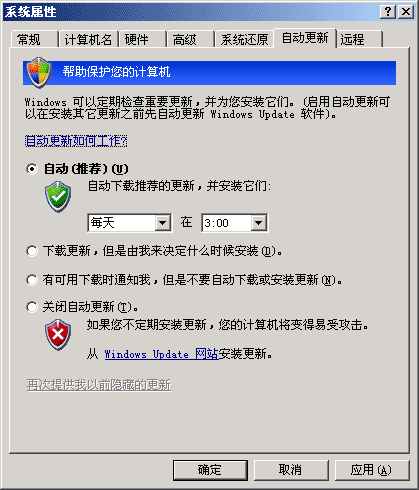 系统属性
常规 计算机名 硬件 高级 系统还原 自动更新 远程
帮助保护您的计算机
Windows 可以定期检查重要更新，并为您安装它们。(启用自动更新可
以在安装其它更新之前先自动更新 Windows Update 软件)。
自动更新如何工作?
自动(推荐)(U)
自动下载推荐的更新，并安装它们:
每天 在 3:00
下载更新，但是由我来决定什么时候安装(D)。
有可用下载时通知我，但是不要自动下载或安装更新(N)。
关闭自动更新(T)。
如果您不定期安装更新，您的计算机将变得易受攻击。
从 Windows Update 网站安装更新。
再次提供我以前隐藏的更新
确定 取消 应用(A)